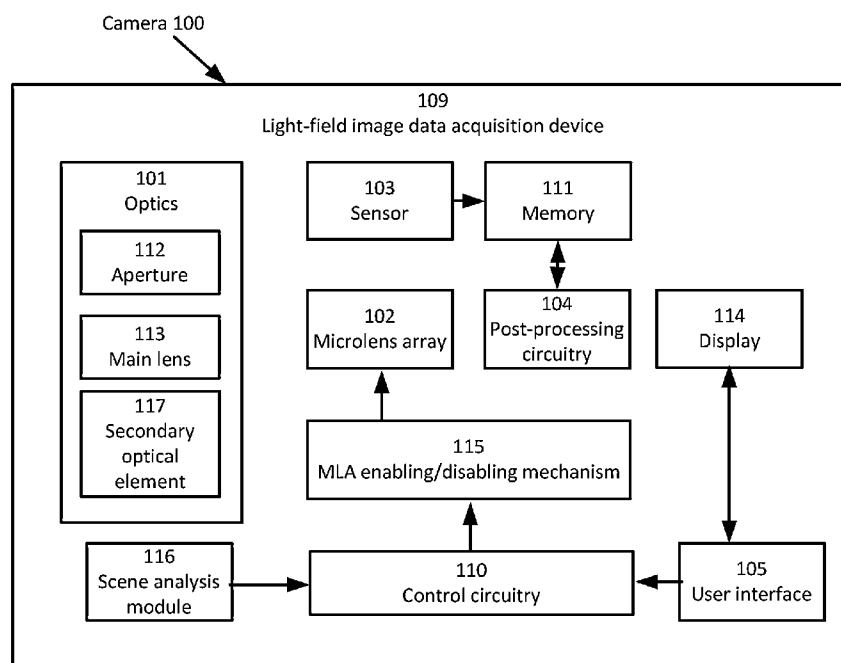 Camera 100
109
Light-field image data acquisition device
101
Optics
112
Aperture
113
Main lens
117
Secondary
optical
element
103
Sensor
111
Memory
102
Microlens array
104
Post-processing
circuitry
114
Display
115
MLA enabling/disabling mechanism
116
Scene analysis
module
110
Control circuitry
105
User interface